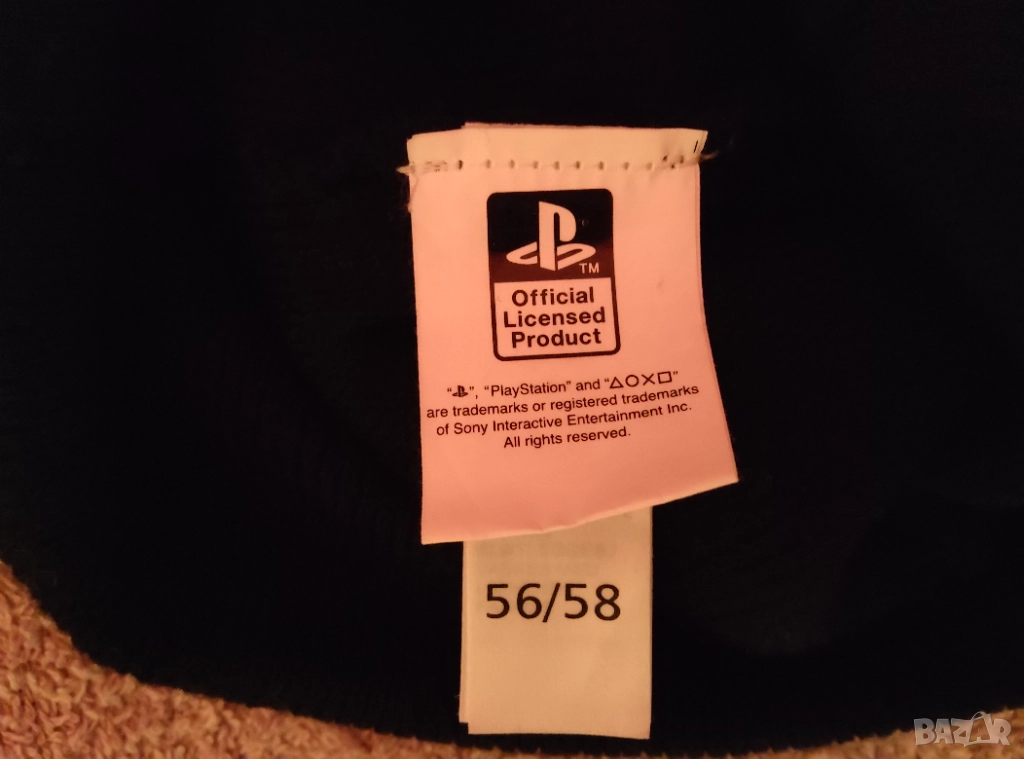 TM
Official
Licensed
Product
“", “PlayStation” and “△○✕□”
are trademarks or registered trademarks
of Sony Interactive Entertainment Inc.
All rights reserved.
56/58
BAZAR